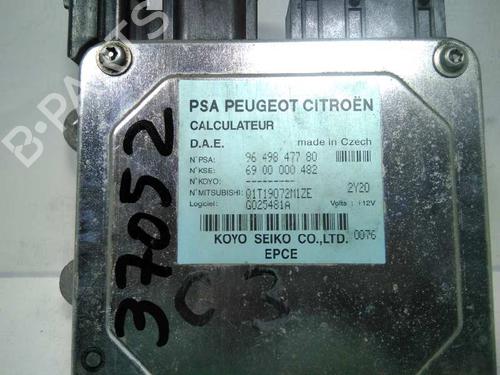 PSA PEUGEOT CITROËN
CALCULATEUR
D.A.E. made in Czech
N°PSA: 96 498 477 80
N°KSE: 69 00 000 482
N°KOYO: ----------
N°MITSUBISHI: Q1T19072M1ZE 2Y20
Logiciel: G025481A Volts : +12V
KOYO SEIKO CO.,LTD. 0076
EPCE
37052
C3
B-PARTS